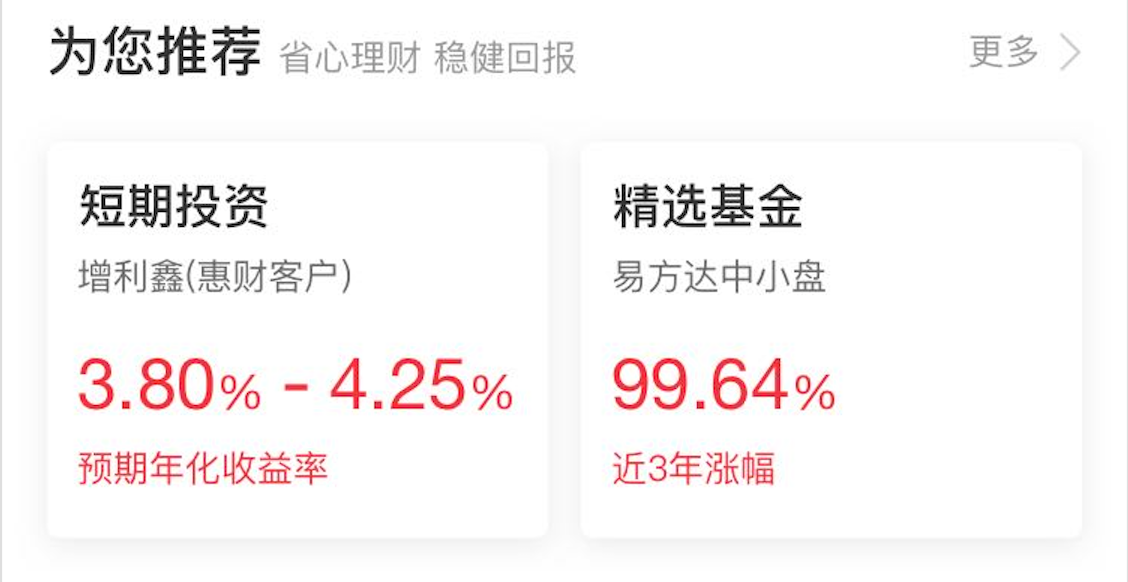 为您推荐 省心理财 稳健回报
更多
短期投资
增利鑫(惠财客户)
3.80% - 4.25%
预期年化收益率
精选基金
易方达中小盘
99.64%
近3年涨幅